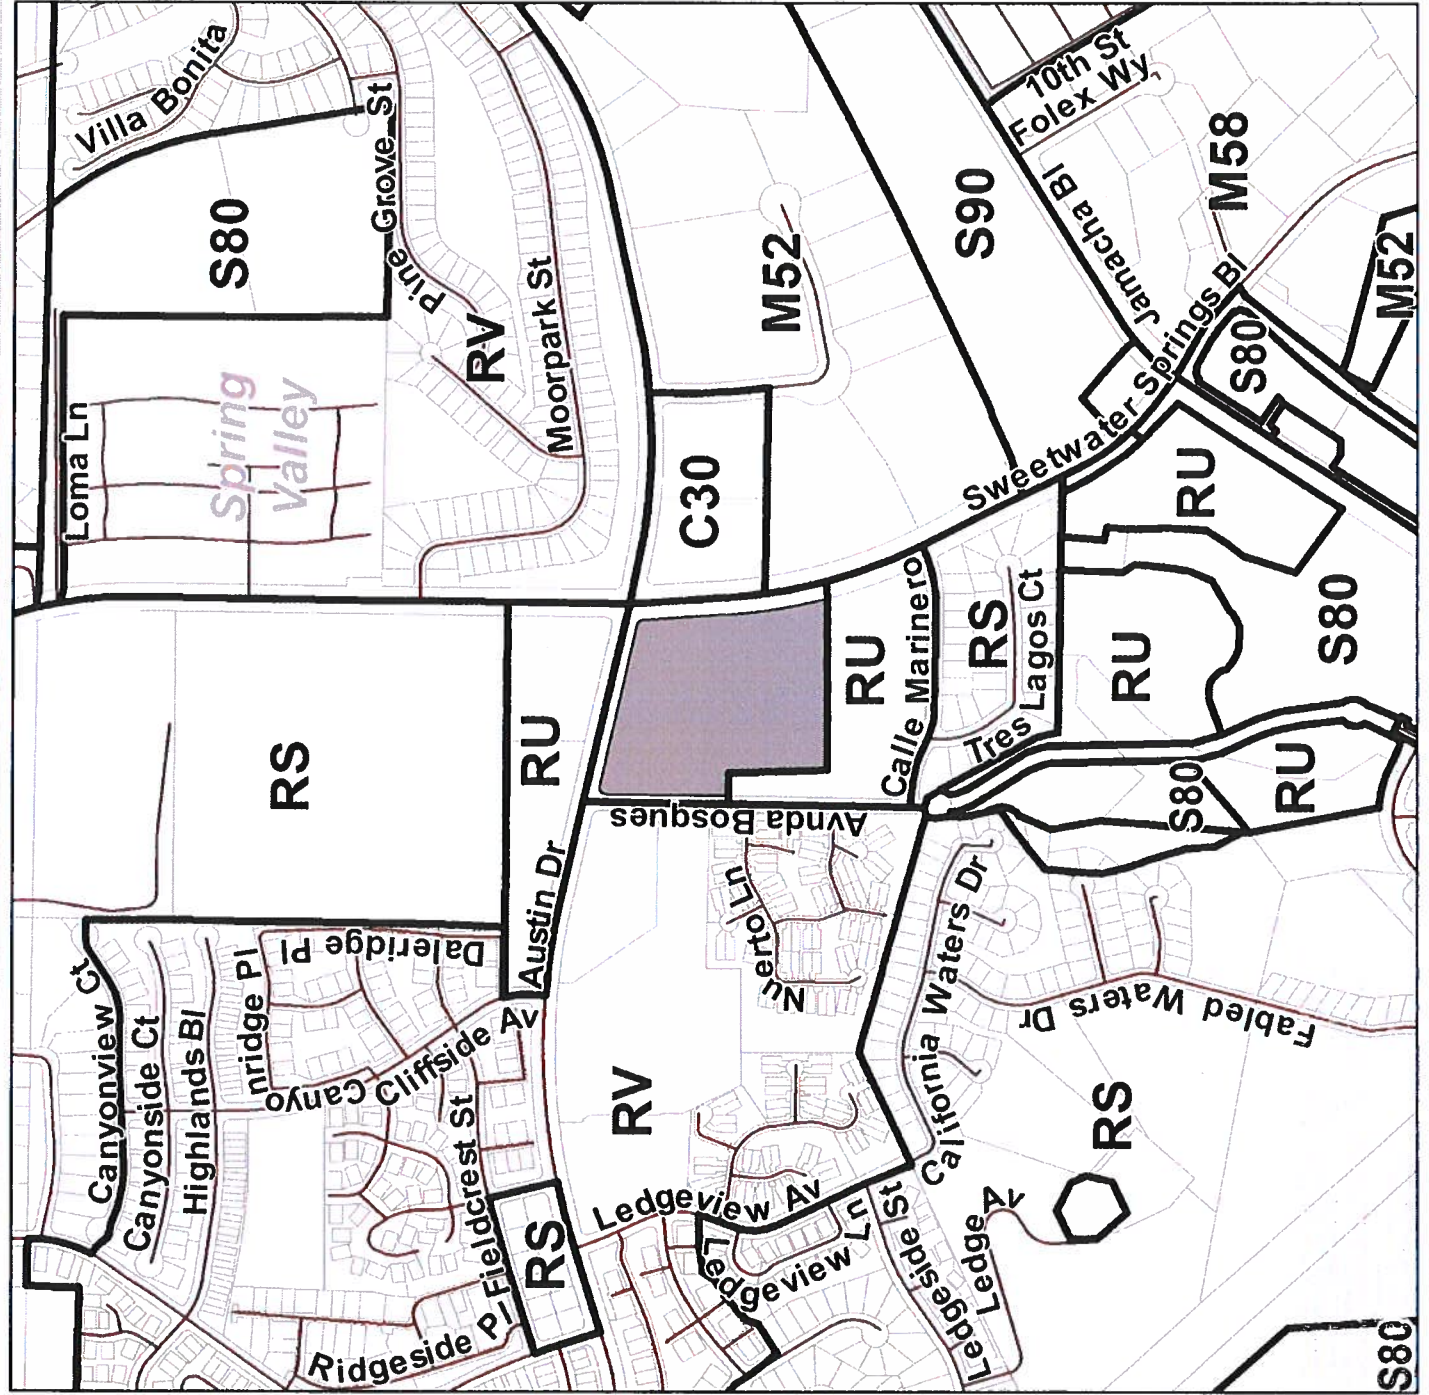 Villa Bonita
S80
Pine Grove St
RV
Moorpark St
Loma Ln
Spring
Valley
M52
S90
10th St
Folex Wy
M58
Jamacha Bl
Sweetwater Springs Bl
M52
S80
C30
RU
RS
RU
RU
Calle Marinero
RS
Tres Lagos Ct
RU
S80
Avnda Bosques
S80
RU
Austin Dr
Nuerto Ln
Daleridge Pl
Canyonview Ct
Canyonside Ct
Highlands Bl
nridge Pl
Canyo
Cliffside Av
California Waters Dr
Fabled Waters Dr
RV
RS
Fieldcrest St
RS
Ridgeside Pl
Ledgeview Av
Ledgeview Ln
Ledgeside St
Ledge Av
S80